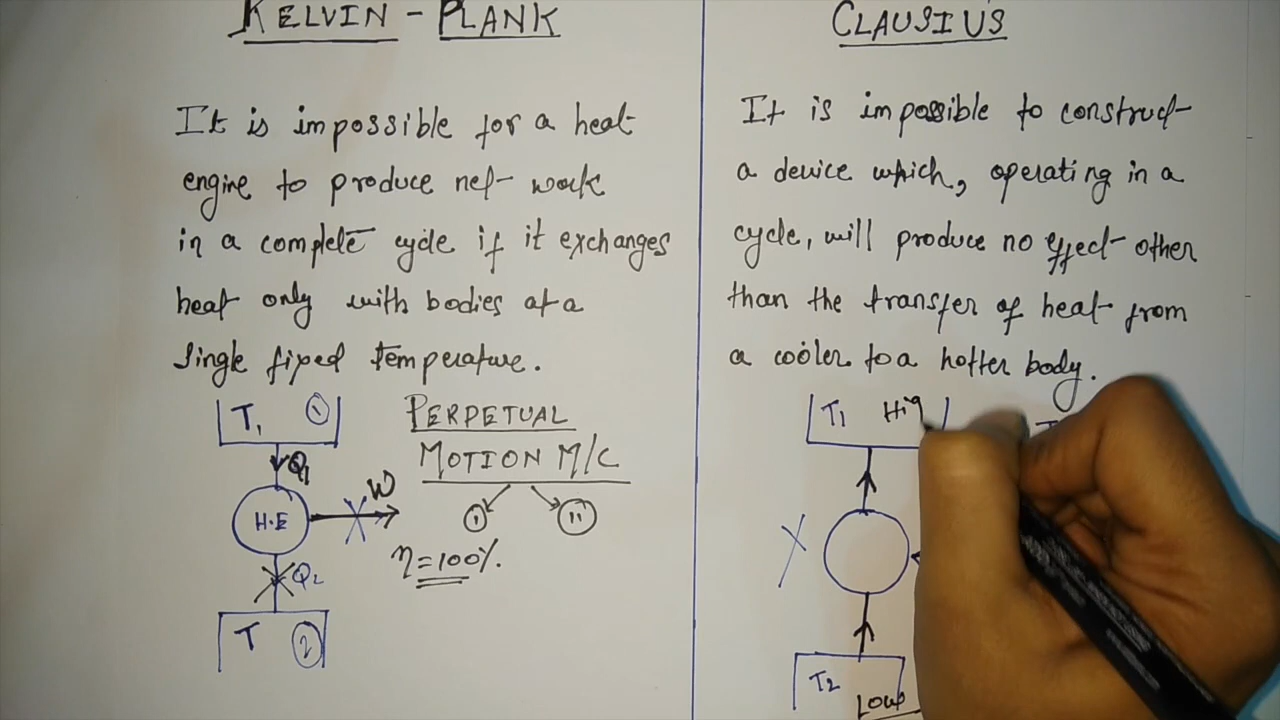 KELVIN - PLANK
It is impossible for a heat
engine to produce net work
in a complete cycle if it exchanges
heat only with bodies at a
single fixed temperature.
T1 1
Q1
H.E
W
Q2
T 2
PERPETUAL
MOTION M/C
I II
η=100%.
CLAUSIUS
It is impossible to construct
a device which, operating in a
cycle, will produce no effect other
than the transfer of heat from
a cooler to a hotter body.
T1 Hig
T2
Low